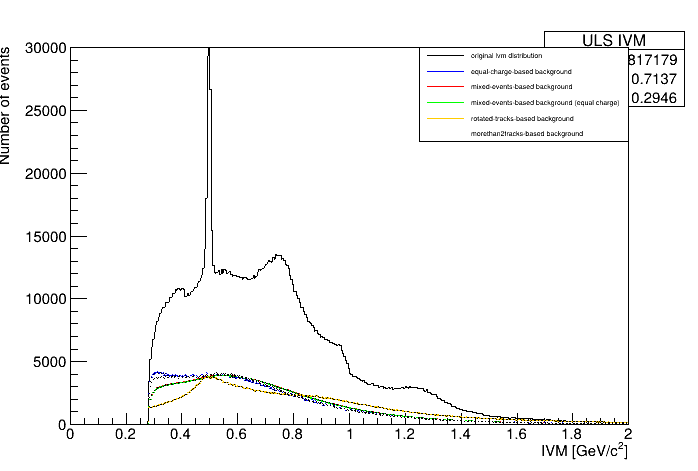 ULS IVM
817179
0.7137
0.2946
original Ivm distribution
equal-charge-based background
mixed-events-based background
mixed-events-based background (equal charge)
rotated-tracks-based background
morethan2tracks-based background
Number of events
30000
25000
20000
15000
10000
5000
0
0 0.2 0.4 0.6 0.8 1 1.2 1.4 1.6 1.8 2
IVM [GeV/c²]